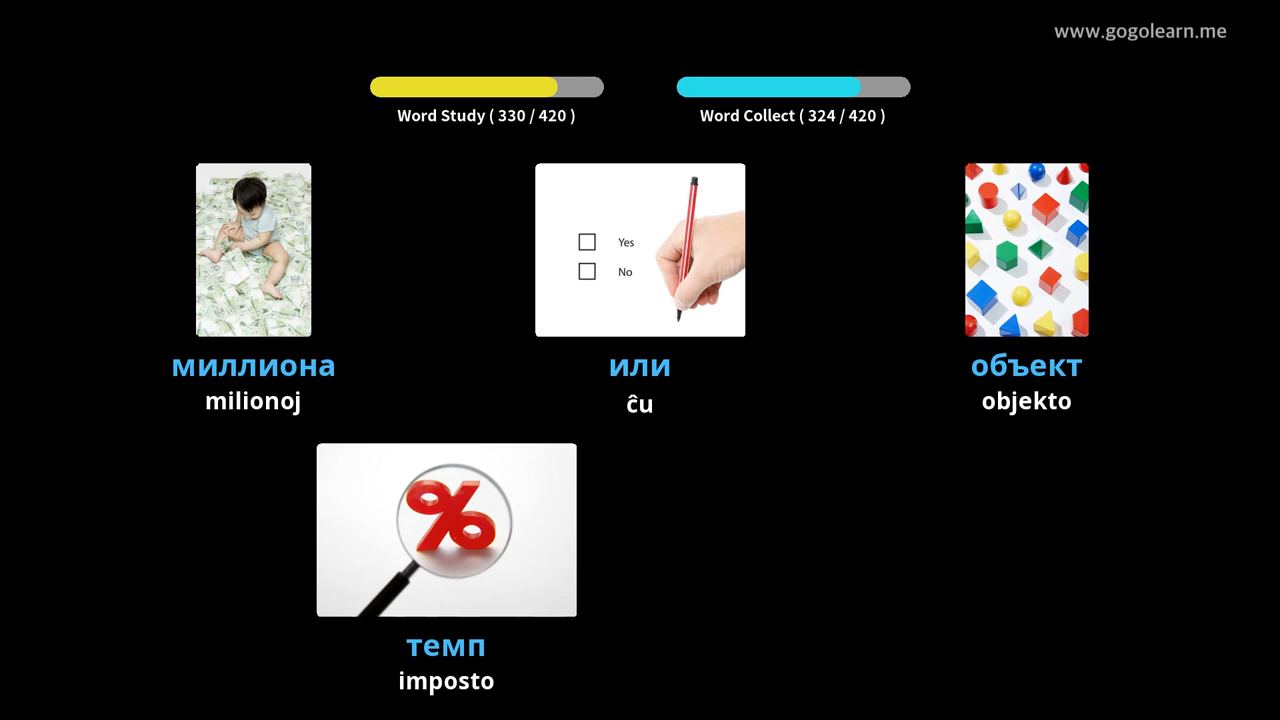 www.gogolearn.me
Word Study ( 330 / 420 )
Word Collect ( 324 / 420 )
Yes
No
миллиона
milionoj
или
ĉu
объект
objekto
%
темп
imposto